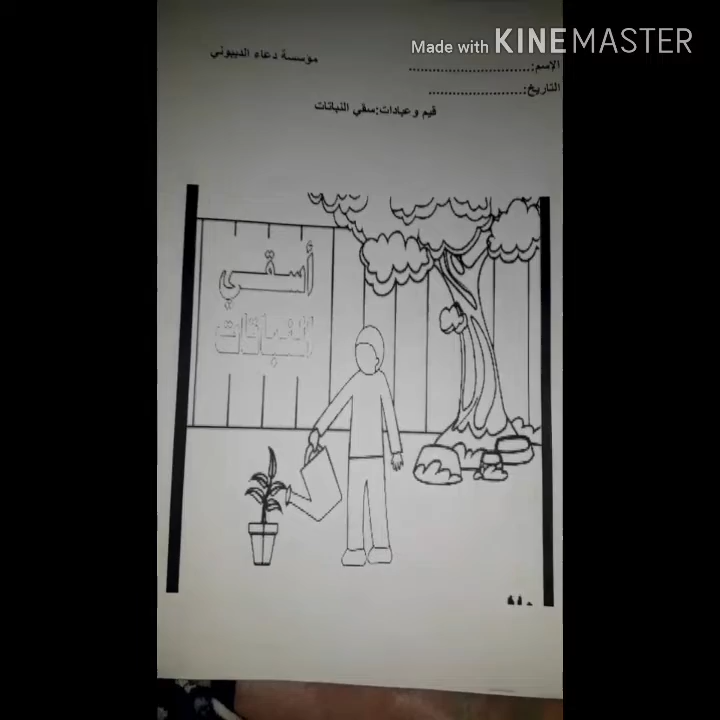 Made with KINEMASTER
مؤسسة دعاء الدبيوني
الإسم:..............................
التاريخ:........................
قيم وعبادات:سقي النباتات
أسقي
النباتات